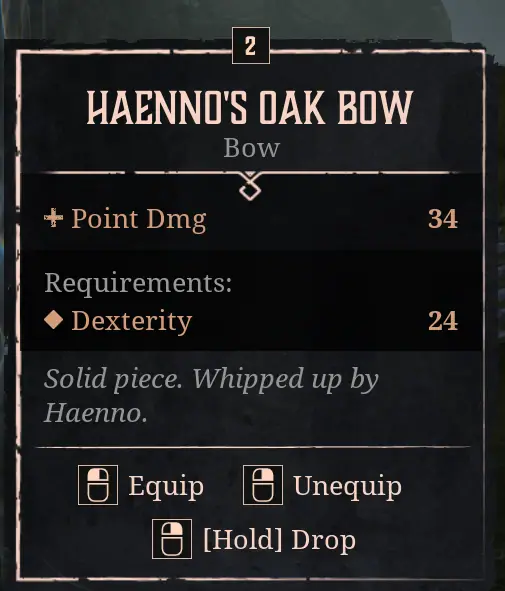 2
HAENNO'S OAK BOW
Bow
Point Dmg 34
Requirements:
Dexterity 24
Solid piece. Whipped up by
Haenno.
Equip Unequip
[Hold] Drop